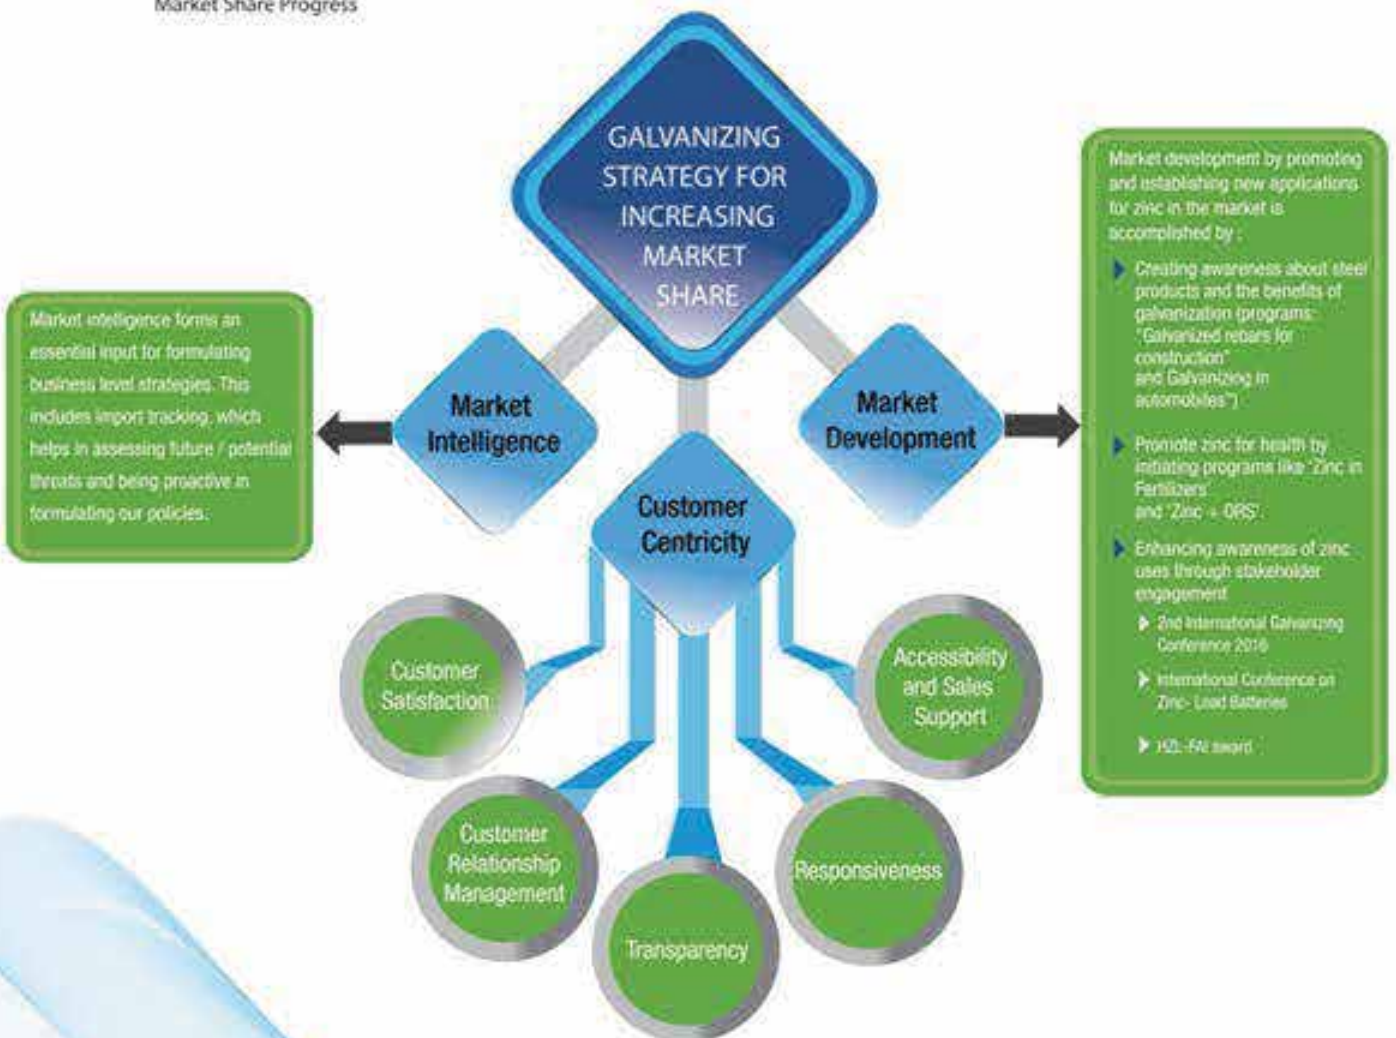 Market Share Progress
GALVANIZING
STRATEGY FOR
INCREASING
MARKET
SHARE
Market intelligence forms an
essential input for formulating
business level strategies. This
includes import tracking, which
helps in assessing future / potential
threats and being proactive in
formulating our policies.
Market
Intelligence
Customer
Centricity
Market
Development
Market development by promoting
and establishing new applications
for zinc in the market is
accomplished by :
Creating awareness about steel
products and the benefits of
galvanization (programs:
"Galvanized rebars for
construction"
and Galvanizing in
automobiles")
Promote zinc for health by
initiating programs like 'Zinc in
Fertilizers'
and 'Zinc + ORS'.
Enhancing awareness of zinc
uses through stakeholder
engagement
2nd International Galvanizing
Conference 2016
International Conference on
Zinc- Lead Batteries
HZL-FAI award
Customer
Satisfaction
Customer
Relationship
Management
Transparency
Responsiveness
Accessibility
and Sales
Support